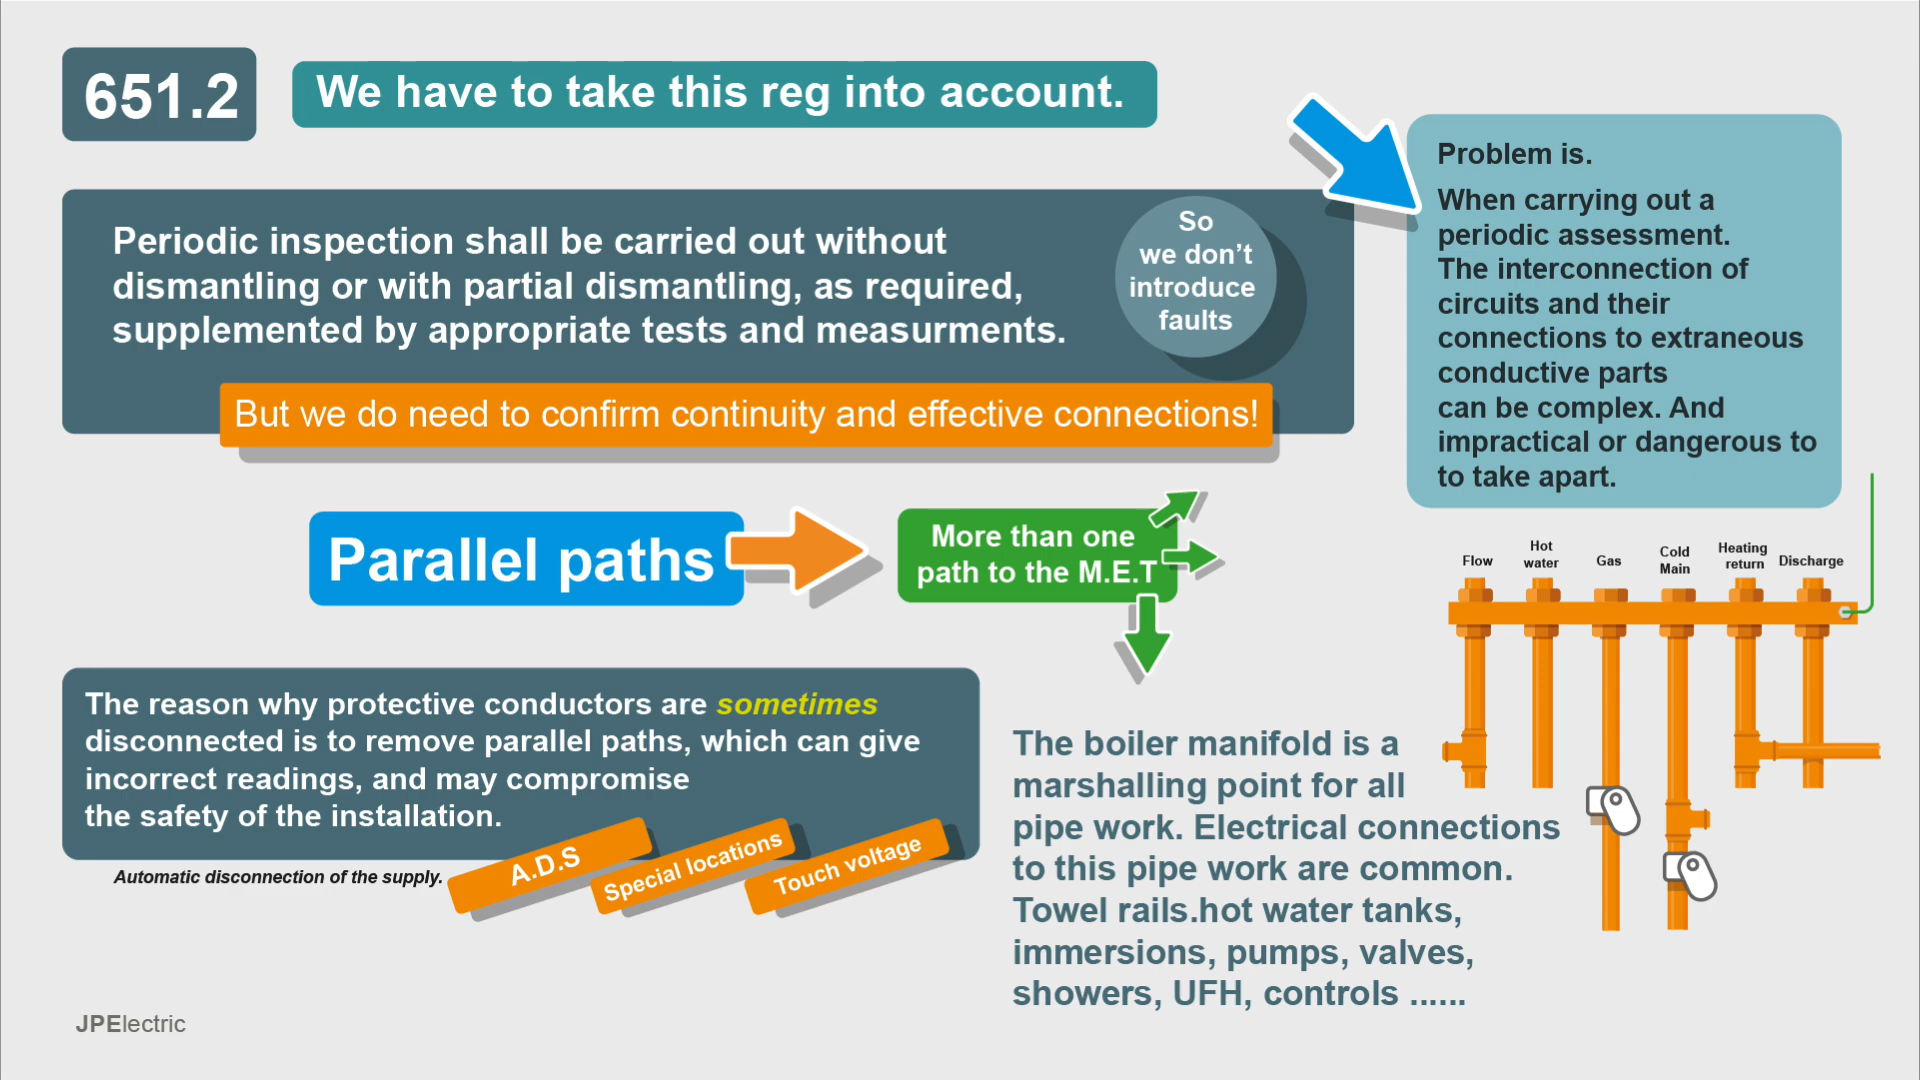 651.2
We have to take this reg into account.
Periodic inspection shall be carried out without
dismantling or with partial dismantling, as required,
supplemented by appropriate tests and measurments.
So
we don't
introduce
faults
But we do need to confirm continuity and effective connections!
Problem is.
When carrying out a
periodic assessment.
The interconnection of
circuits and their
connections to extraneous
conductive parts
can be complex. And
impractical or dangerous to
to take apart.
Parallel paths
More than one
path to the M.E.T
Flow
Hot
water
Gas
Cold
Main
Heating
return
Discharge
The reason why protective conductors are sometimes
disconnected is to remove parallel paths, which can give
incorrect readings, and may compromise
the safety of the installation.
Automatic disconnection of the supply.
A.D.S
Special locations
Touch voltage
The boiler manifold is a
marshalling point for all
pipe work. Electrical connections
to this pipe work are common.
Towel rails.hot water tanks,
immersions, pumps, valves,
showers, UFH, controls ......
JPElectric